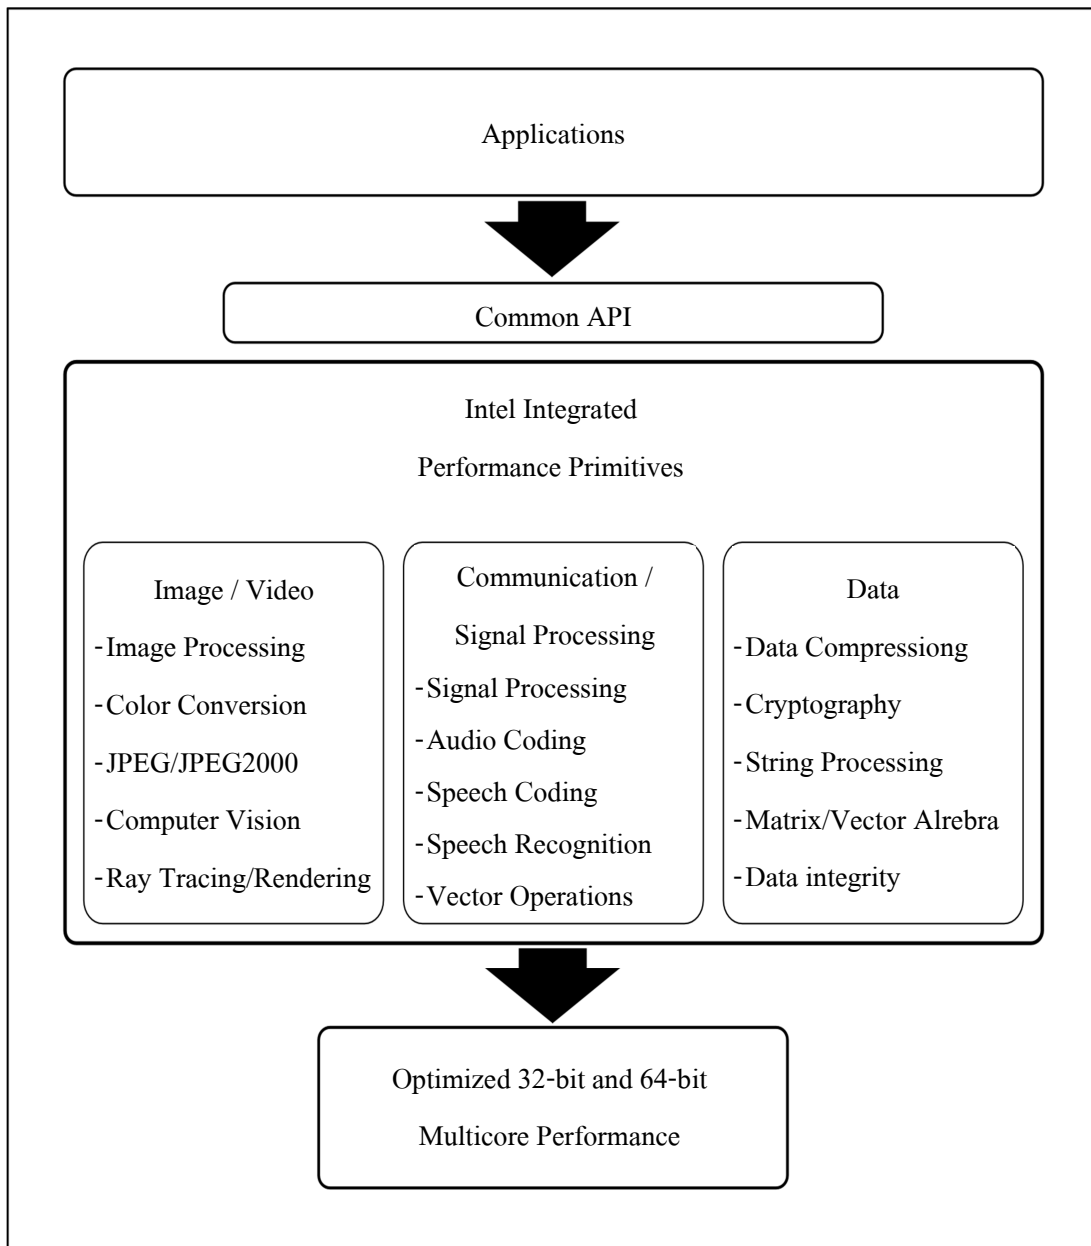 Applications
Common API
Intel Integrated
Performance Primitives
Image / Video
-Image Processing
-Color Conversion
-JPEG/JPEG2000
-Computer Vision
-Ray Tracing/Rendering
Communication /
Signal Processing
-Signal Processing
-Audio Coding
-Speech Coding
-Speech Recognition
-Vector Operations
Data
-Data Compressiong
-Cryptography
-String Processing
-Matrix/Vector Alrebra
-Data integrity
Optimized 32-bit and 64-bit
Multicore Performance